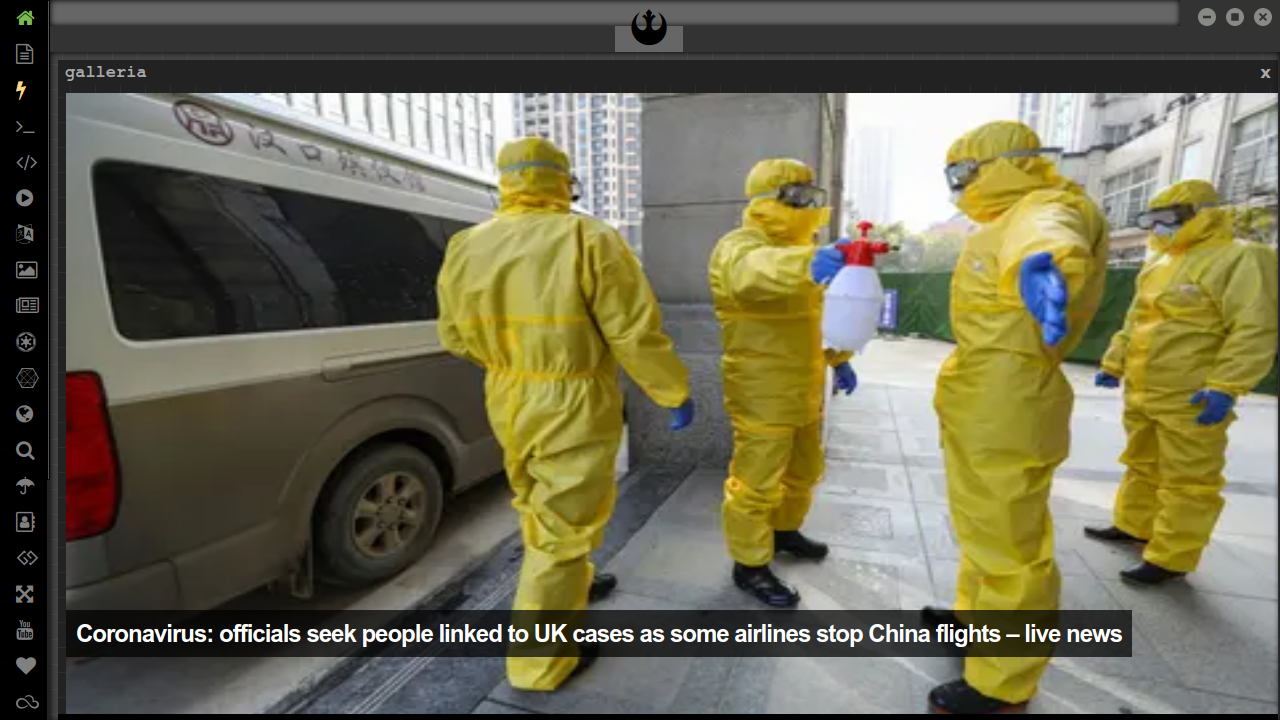 galleria
x
Coronavirus: officials seek people linked to UK cases as some airlines stop China flights – live news